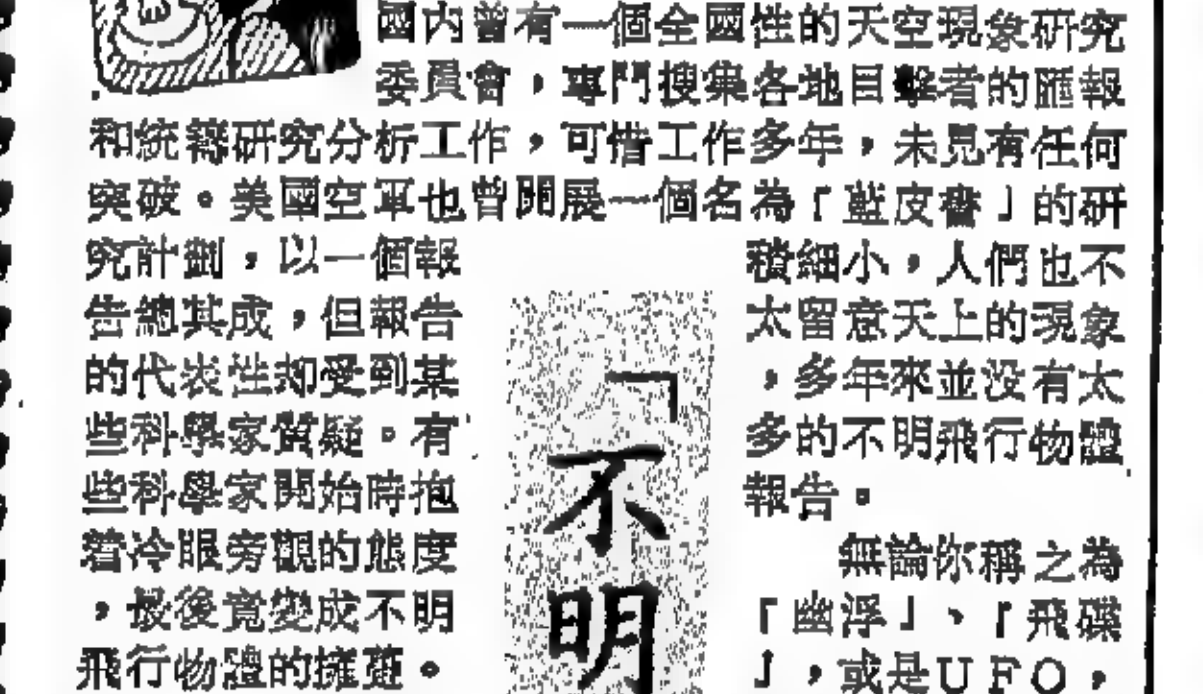 國内曾有一個全國性的天空現象研究
委員會，專門搜集各地目擊者的匯報
和統籌研究分析工作，可惜工作多年，未見有任何
突破。美國空軍也曾開展一個名為「藍皮書」的研
究計劃，以一個報
告總其成，但報告
的代表性却受到某
些科學家質疑。有
些科學家開始時抱
着冷眼旁觀的態度
，最後竟變成不明
飛行物體的擁躉。
「不明
積細小，人們也不
太留意天上的現象
，多年來並没有太
多的不明飛行物體
報告。
無論你稱之為
「幽浮」、「飛碟
」，或是UFO，